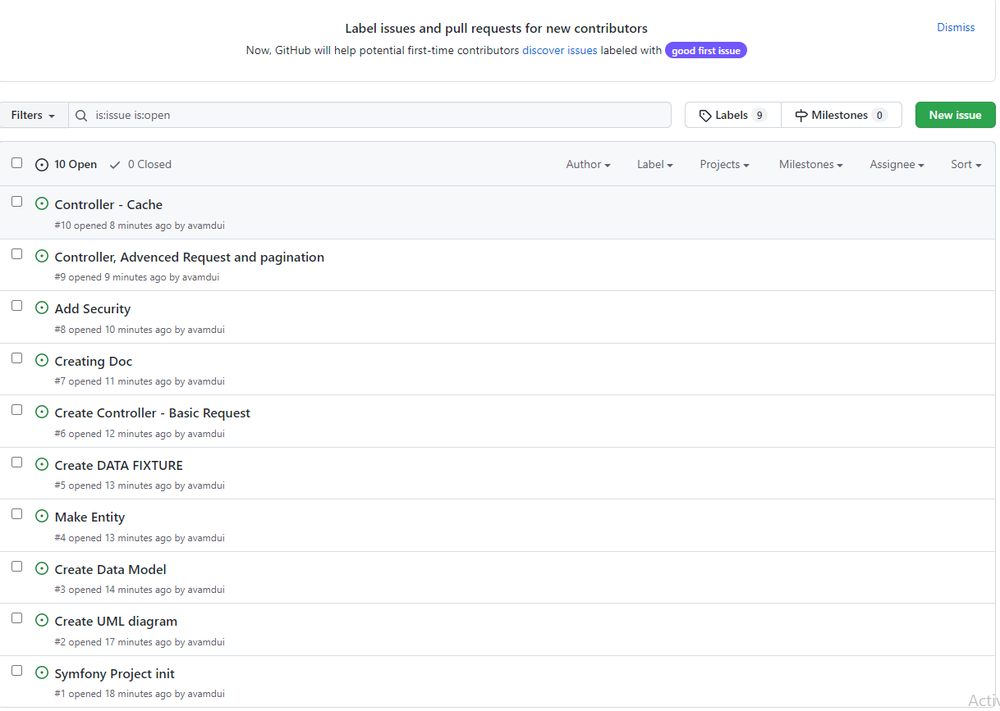 Label issues and pull requests for new contributors
Dismiss
Now, GitHub will help potential first-time contributors discover issues labeled with good first issue
Filters
is:issue is:open
Labels 9
Milestones 0
New issue
10 Open 0 Closed
Author Label Projects Milestones Assignee Sort
Controller - Cache
#10 opened 8 minutes ago by avamdui
Controller, Advenced Request and pagination
#9 opened 9 minutes ago by avamdui
Add Security
#8 opened 10 minutes ago by avamdui
Creating Doc
#7 opened 11 minutes ago by avamdui
Create Controller - Basic Request
#6 opened 12 minutes ago by avamdui
Create DATA FIXTURE
#5 opened 13 minutes ago by avamdui
Make Entity
#4 opened 13 minutes ago by avamdui
Create Data Model
#3 opened 14 minutes ago by avamdui
Create UML diagram
#2 opened 17 minutes ago by avamdui
Symfony Project init
#1 opened 18 minutes ago by avamdui